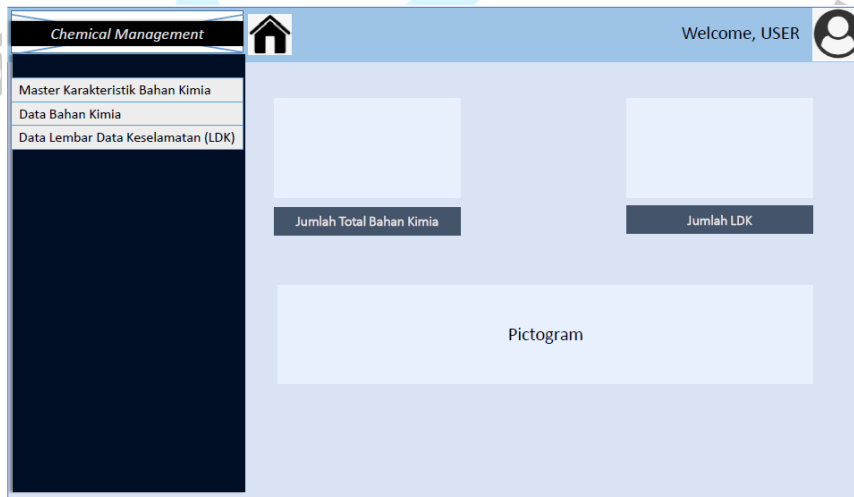 Chemical Management
Welcome, USER
Master Karakteristik Bahan Kimia
Data Bahan Kimia
Data Lembar Data Keselamatan (LDK)
Jumlah Total Bahan Kimia
Jumlah LDK
Pictogram